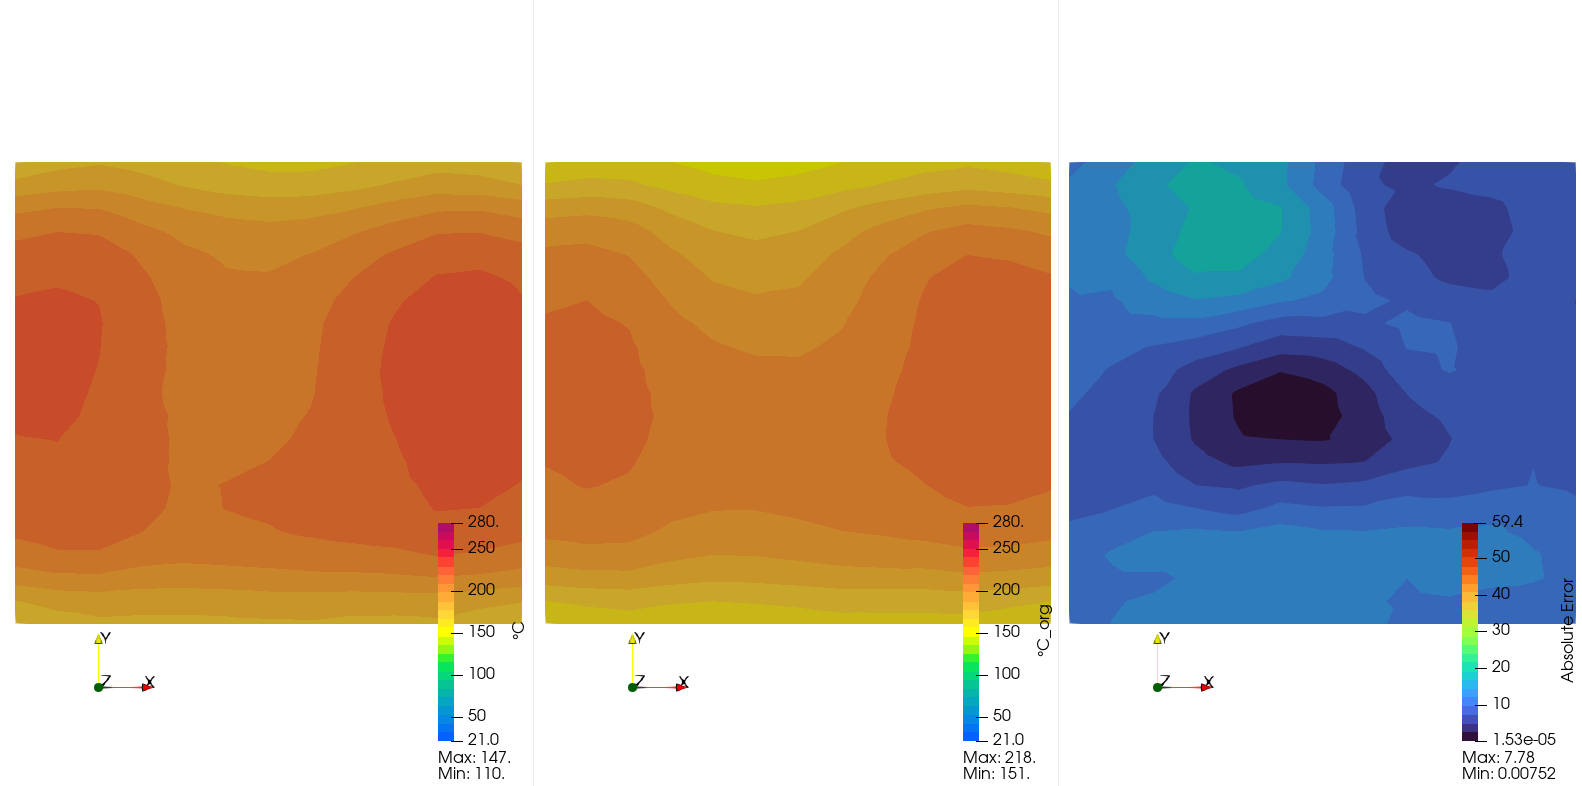 280.
250
200
150
100
50
21.0
°C
Max: 147.
Min: 110.
Y
Z
X
280.
250
200
150
100
50
21.0
°C_org
Max: 218.
Min: 151.
Y
Z
X
59.4
50
40
30
20
10
1.53e-05
Absolute Error
Max: 7.78
Min: 0.00752
Y
Z
X